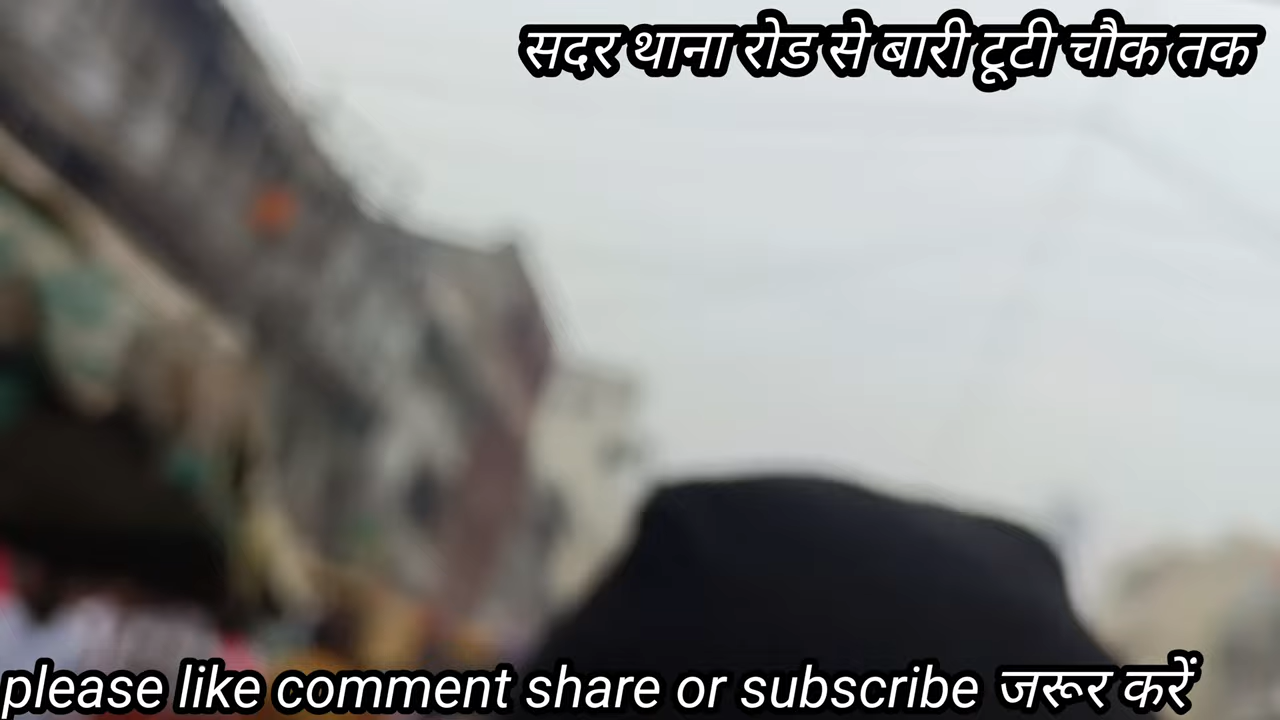 सदर थाना रोड से बारी टूटी चौक तक
please like comment share or subscribe जरूर करें